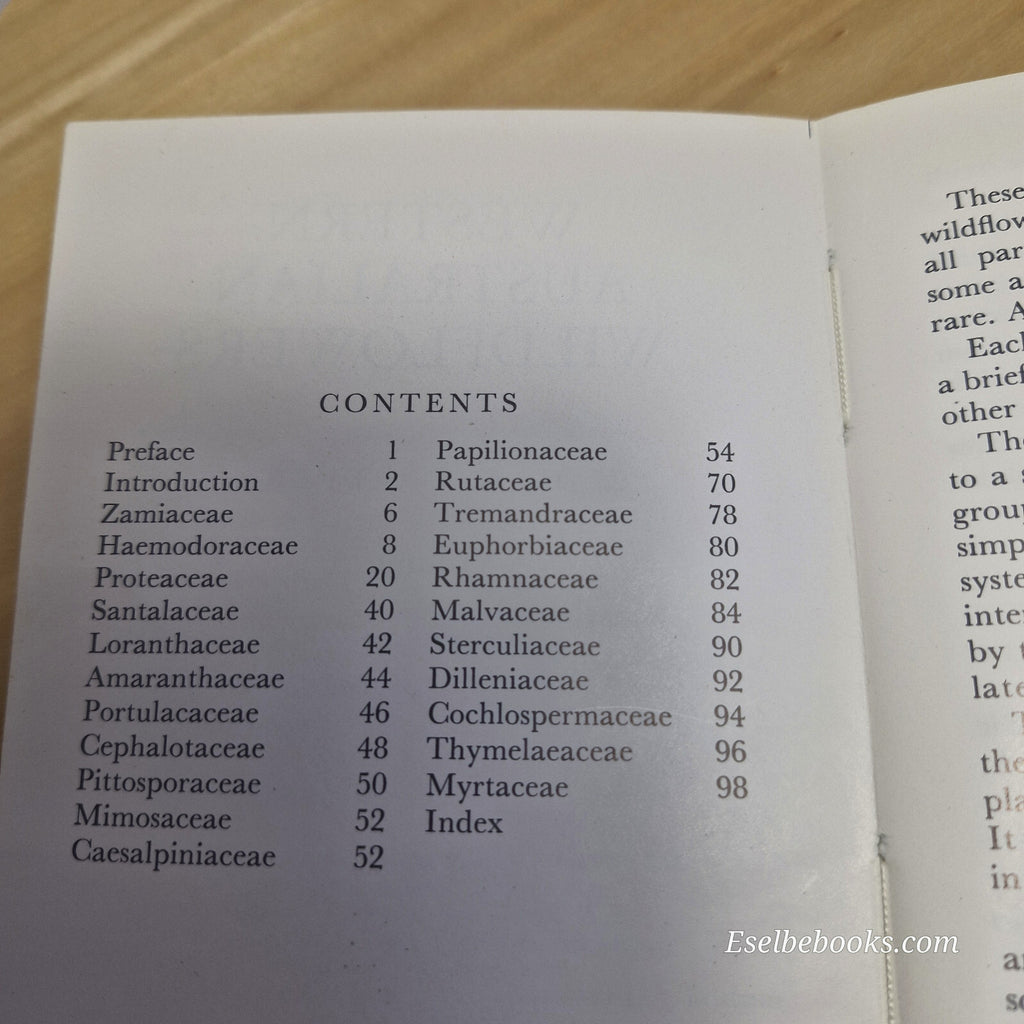 CONTENTS
Preface 1
Introduction 2
Zamiaceae 6
Haemodoraceae 8
Proteaceae 20
Santalaceae 40
Loranthaceae 42
Amaranthaceae 44
Portulacaceae 46
Cephalotaceae 48
Pittosporaceae 50
Mimosaceae 52
Caesalpiniaceae 52
Papilionaceae 54
Rutaceae 70
Tremandraceae 78
Euphorbiaceae 80
Rhamnaceae 82
Malvaceae 84
Sterculiaceae 90
Dilleniaceae 92
Cochlospermaceae 94
Thymelaeaceae 96
Myrtaceae 98
Index
These
wildflow
all par
some a
rare. A
Each
a brief
other
The
to a s
grou
simp
syste
inter
by t
late
T
the
pla
It
in
a
so
Eselbebooks.com